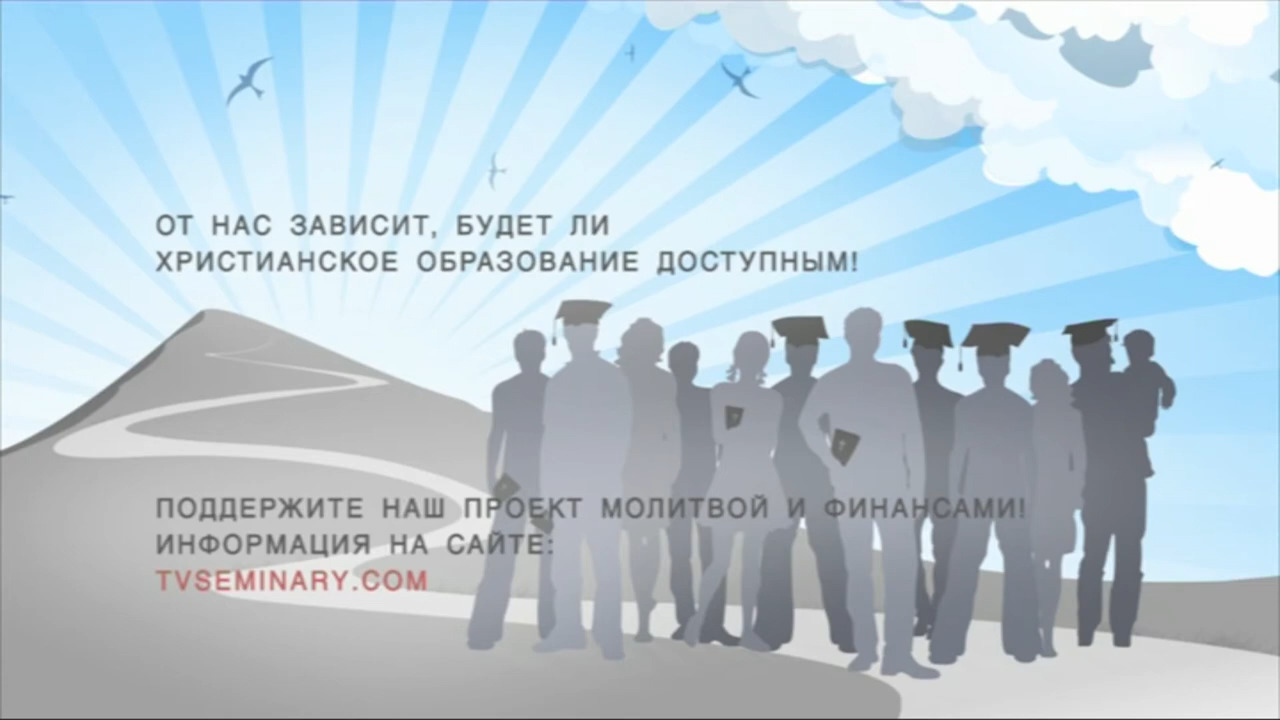 ОТ НАС ЗАВИСИТ, БУДЕТ ЛИ
ХРИСТИАНСКОЕ ОБРАЗОВАНИЕ ДОСТУПНЫМ!
ПОДДЕРЖИТЕ НАШ ПРОЕКТ МОЛИТВОЙ И ФИНАНСАМИ!
ИНФОРМАЦИЯ НА САЙТЕ:
TVSEMINARY.COM